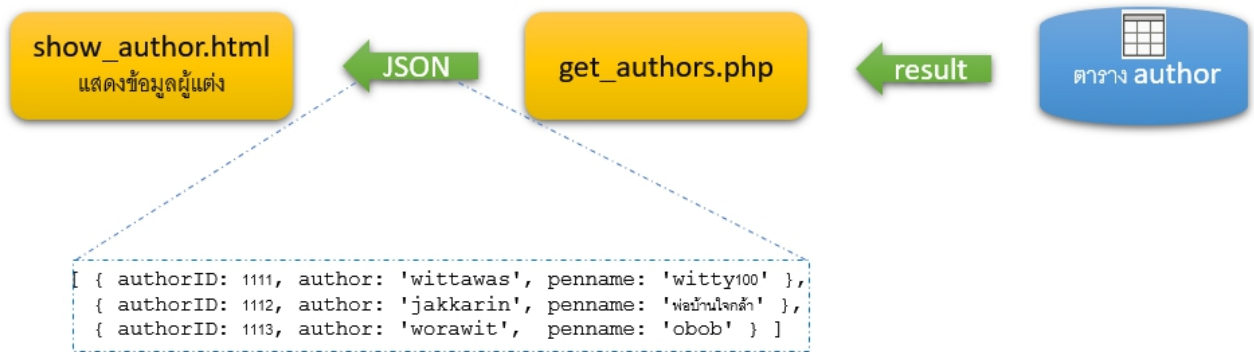 show_author.html
แสดงข้อมูลผู้แต่ง
JSON
get_authors.php
result
ตาราง author
[ { authorID: 1111, author: 'wittawas', penname: 'witty100' },
{ authorID: 1112, author: 'jakkarin', penname: 'พ่อบ้านใจกล้า' },
{ authorID: 1113, author: 'worawit', penname: 'obob' } ]